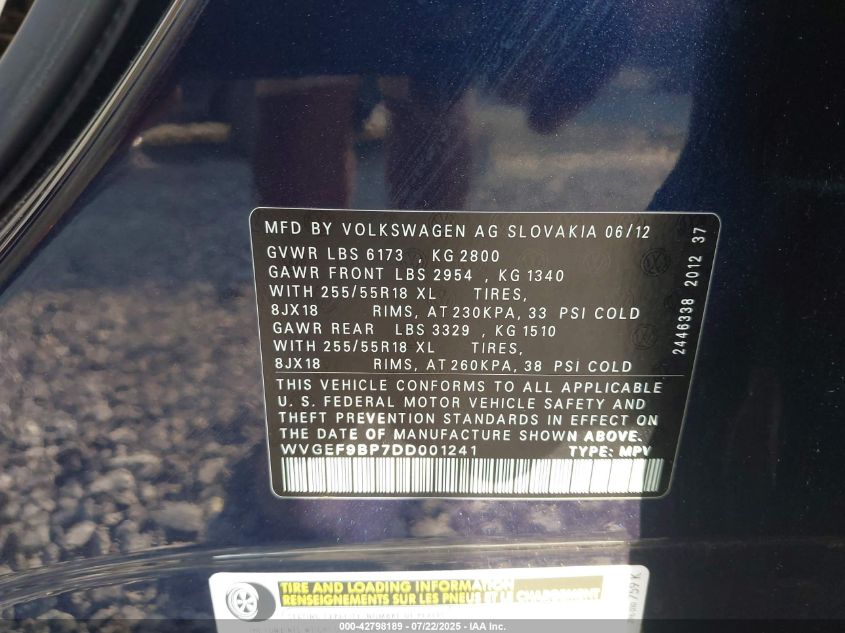 MFD BY VOLKSWAGEN AG SLOVAKIA 06/12
GVWR LBS 6173 , KG 2800
GAWR FRONT LBS 2954 , KG 1340
WITH 255/55R18 XL TIRES,
8JX18 RIMS, AT 230KPA, 33 PSI COLD
GAWR REAR LBS 3329 , KG 1510
WITH 255/55R18 XL TIRES,
8JX18 RIMS, AT 260KPA, 38 PSI COLD
THIS VEHICLE CONFORMS TO ALL APPLICABLE
U.S. FEDERAL MOTOR VEHICLE SAFETY AND
THEFT PREVENTION STANDARDS IN EFFECT ON
THE DATE OF MANUFACTURE SHOWN ABOVE.
WVGEF9BP7DD001241 TYPE: MPV
2446338 2012 37
TIRE AND LOADING INFORMATION
RENSEIGNEMENTS SUR LES PNEUS ET LE CHARGEMENT
000-42798189 - 07/22/2025 - IAA Inc.